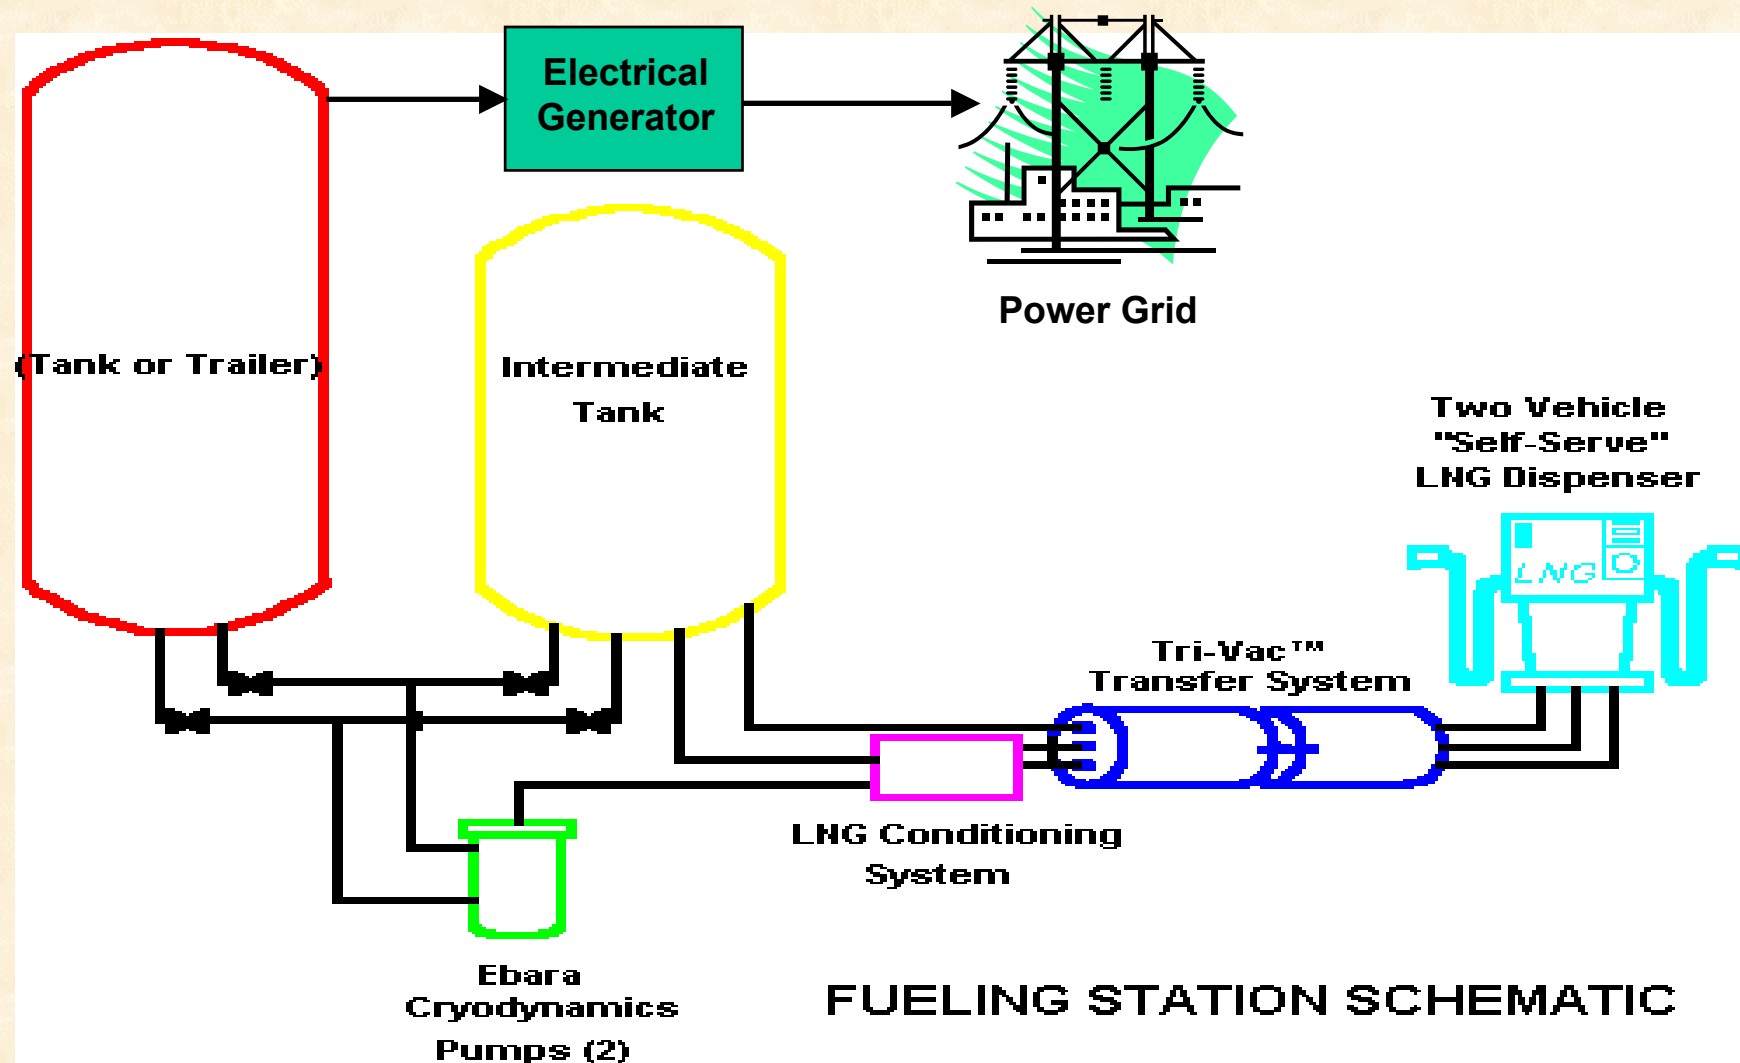 Electrical
Generator
Power Grid
(Tank or Trailer)
Intermediate
Tank
Two Vehicle
"Self-Serve"
LNG Dispenser
LNG
Tri-Vac™
Transfer System
LNG Conditioning
System
Ebara
Cryodynamics
Pumps (2)
FUELING STATION SCHEMATIC